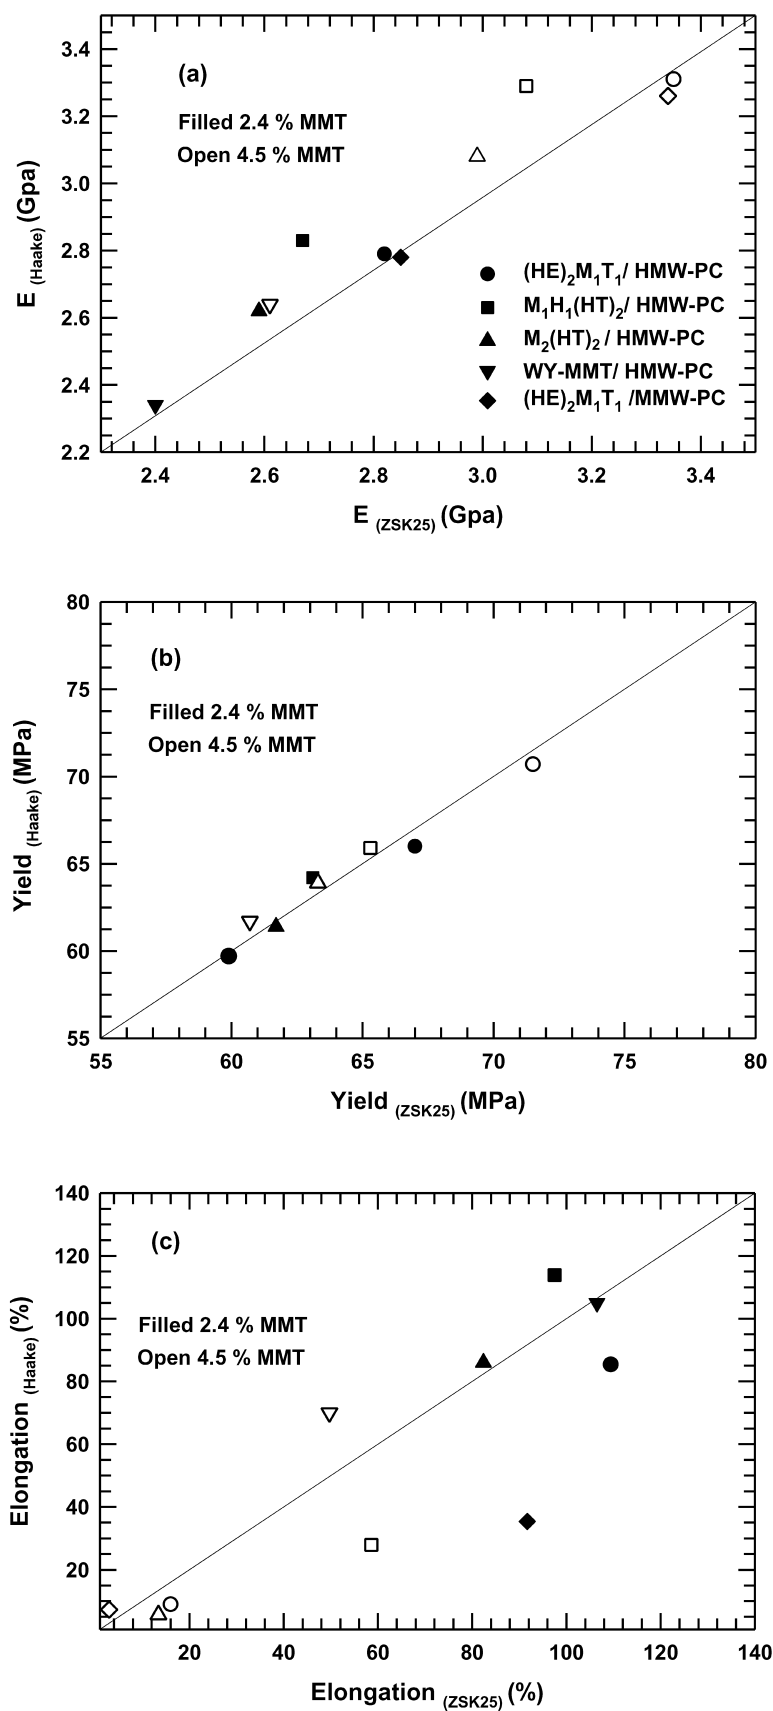 3.4
3.2
3.0
2.8
2.6
2.4
2.2
E (Haake) (Gpa)
(a)
Filled 2.4 % MMT
Open 4.5 % MMT
(HE)2M1T1/ HMW-PC
M1H1(HT)2/ HMW-PC
M2(HT)2 / HMW-PC
WY-MMT/ HMW-PC
(HE)2M1T1 /MMW-PC
2.4 2.6 2.8 3.0 3.2 3.4
E (ZSK25) (Gpa)
80
75
70
65
60
55
Yield (Haake) (MPa)
(b)
Filled 2.4 % MMT
Open 4.5 % MMT
55 60 65 70 75 80
Yield (ZSK25) (MPa)
140
120
100
80
60
40
20
Elongation (Haake) (%)
(c)
Filled 2.4 % MMT
Open 4.5 % MMT
20 40 60 80 100 120 140
Elongation (ZSK25) (%)